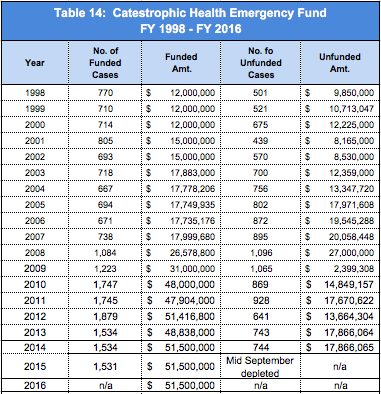 Table 14: Catestrophic Health Emergency Fund
FY 1998 - FY 2016
Year No. of Funded Cases Funded Amt. No. fo Unfunded Cases Unfunded Amt.
1998 770 $ 12,000,000 501 $ 9,850,000
1999 710 $ 12,000,000 521 $ 10,713,047
2000 714 $ 12,000,000 675 $ 12,225,000
2001 805 $ 15,000,000 439 $ 8,165,000
2002 693 $ 15,000,000 570 $ 8,530,000
2003 718 $ 17,883,000 700 $ 12,359,000
2004 667 $ 17,778,206 756 $ 13,347,720
2005 694 $ 17,749,935 802 $ 17,971,608
2006 671 $ 17,735,176 872 $ 19,545,288
2007 738 $ 17,999,680 895 $ 20,058,448
2008 1,084 $ 26,578,800 1,096 $ 27,000,000
2009 1,223 $ 31,000,000 1,065 $ 2,399,308
2010 1,747 $ 48,000,000 869 $ 14,849,157
2011 1,745 $ 47,904,000 928 $ 17,670,622
2012 1,879 $ 51,416,800 641 $ 13,664,304
2013 1,534 $ 48,838,000 743 $ 17,866,064
2014 1,534 $ 51,500,000 744 $ 17,866,065
2015 1,531 $ 51,500,000 Mid September depleted n/a
2016 n/a $ 51,500,000 n/a n/a